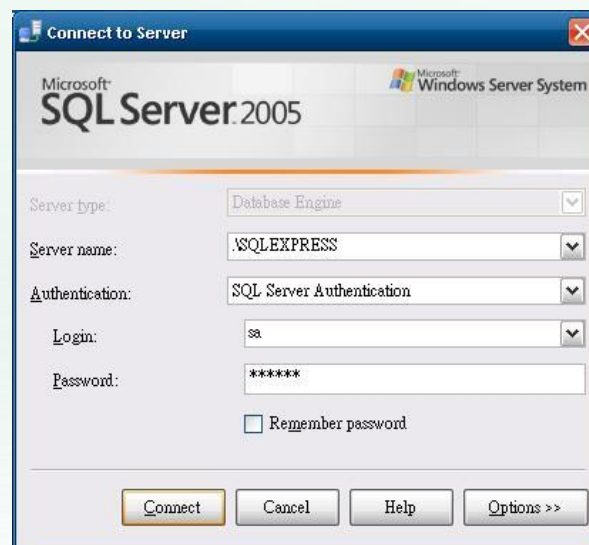 Connect to Server
Microsoft
SQL Server 2005
Microsoft
Windows Server System
Server type: Database Engine
Server name: .\SQLEXPRESS
Authentication: SQL Server Authentication
Login: sa
Password: ******
Remember password
Connect Cancel Help Options >>